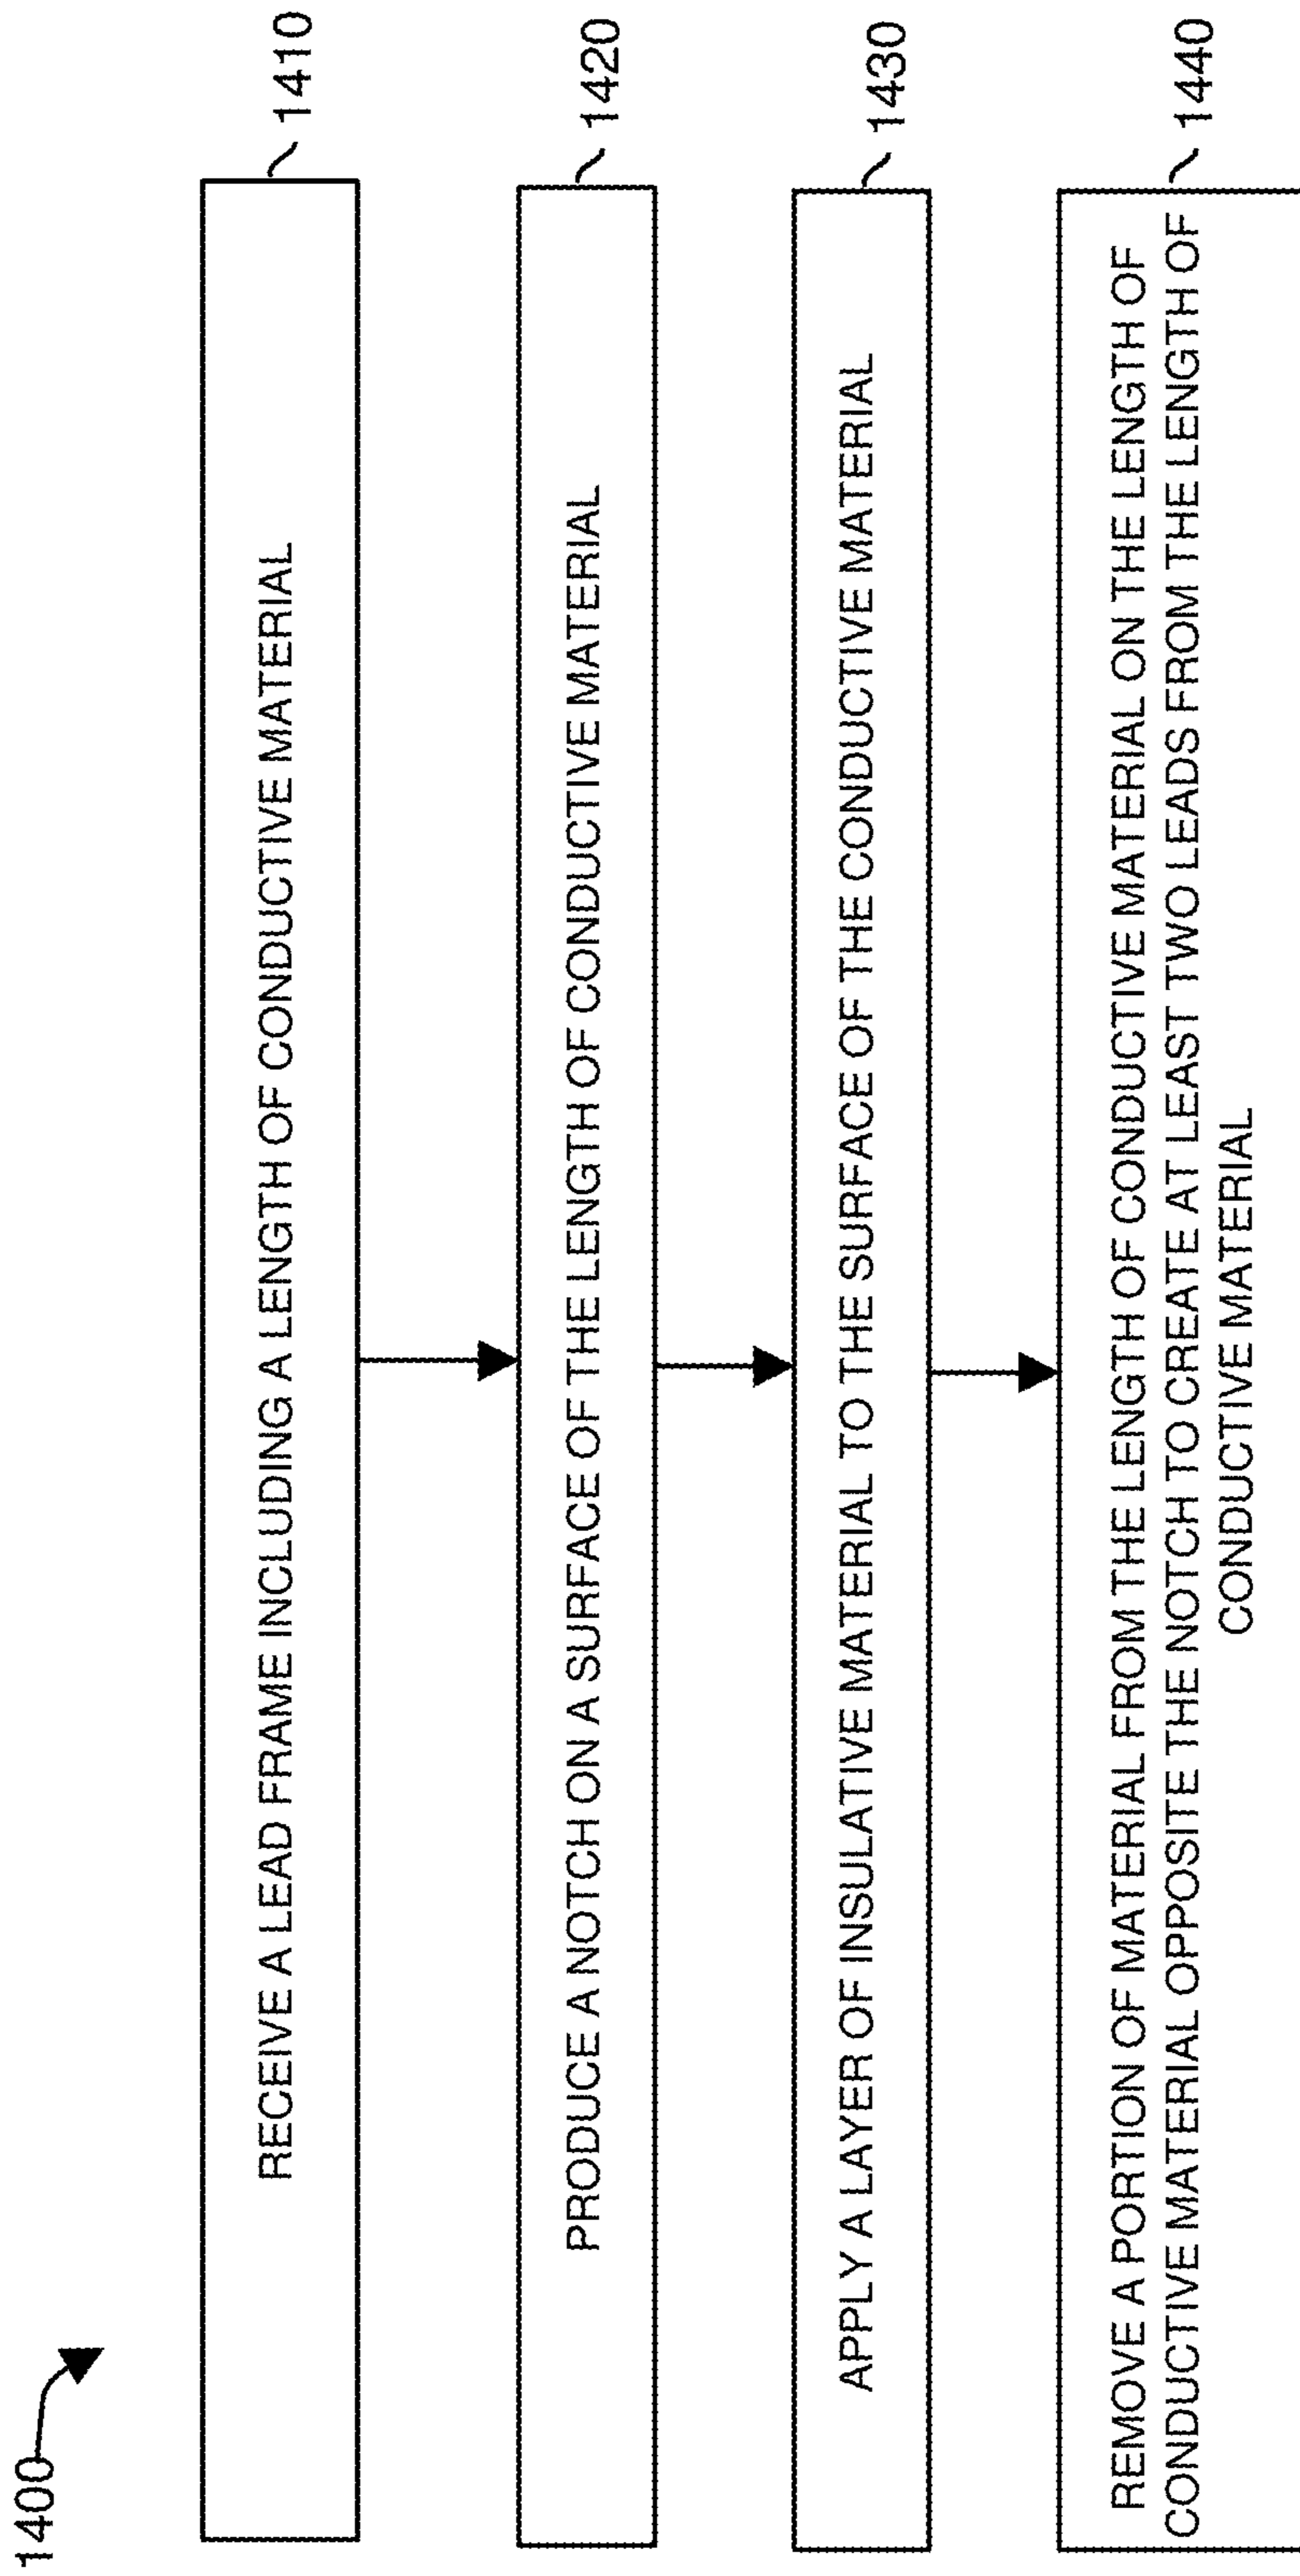 1400
RECEIVE A LEAD FRAME INCLUDING A LENGTH OF CONDUCTIVE MATERIAL
1410
PRODUCE A NOTCH ON A SURFACE OF THE LENGTH OF CONDUCTIVE MATERIAL
1420
APPLY A LAYER OF INSULATIVE MATERIAL TO THE SURFACE OF THE CONDUCTIVE MATERIAL
1430
REMOVE A PORTION OF MATERIAL FROM THE LENGTH OF CONDUCTIVE MATERIAL ON THE LENGTH OF
CONDUCTIVE MATERIAL OPPOSITE THE NOTCH TO CREATE AT LEAST TWO LEADS FROM THE LENGTH OF
CONDUCTIVE MATERIAL
1440